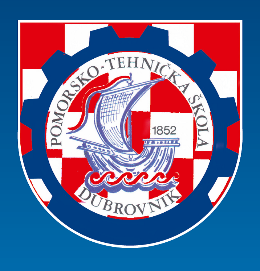 POMORSKO-TEHNIČKA ŠKOLA
1852
DUBROVNIK